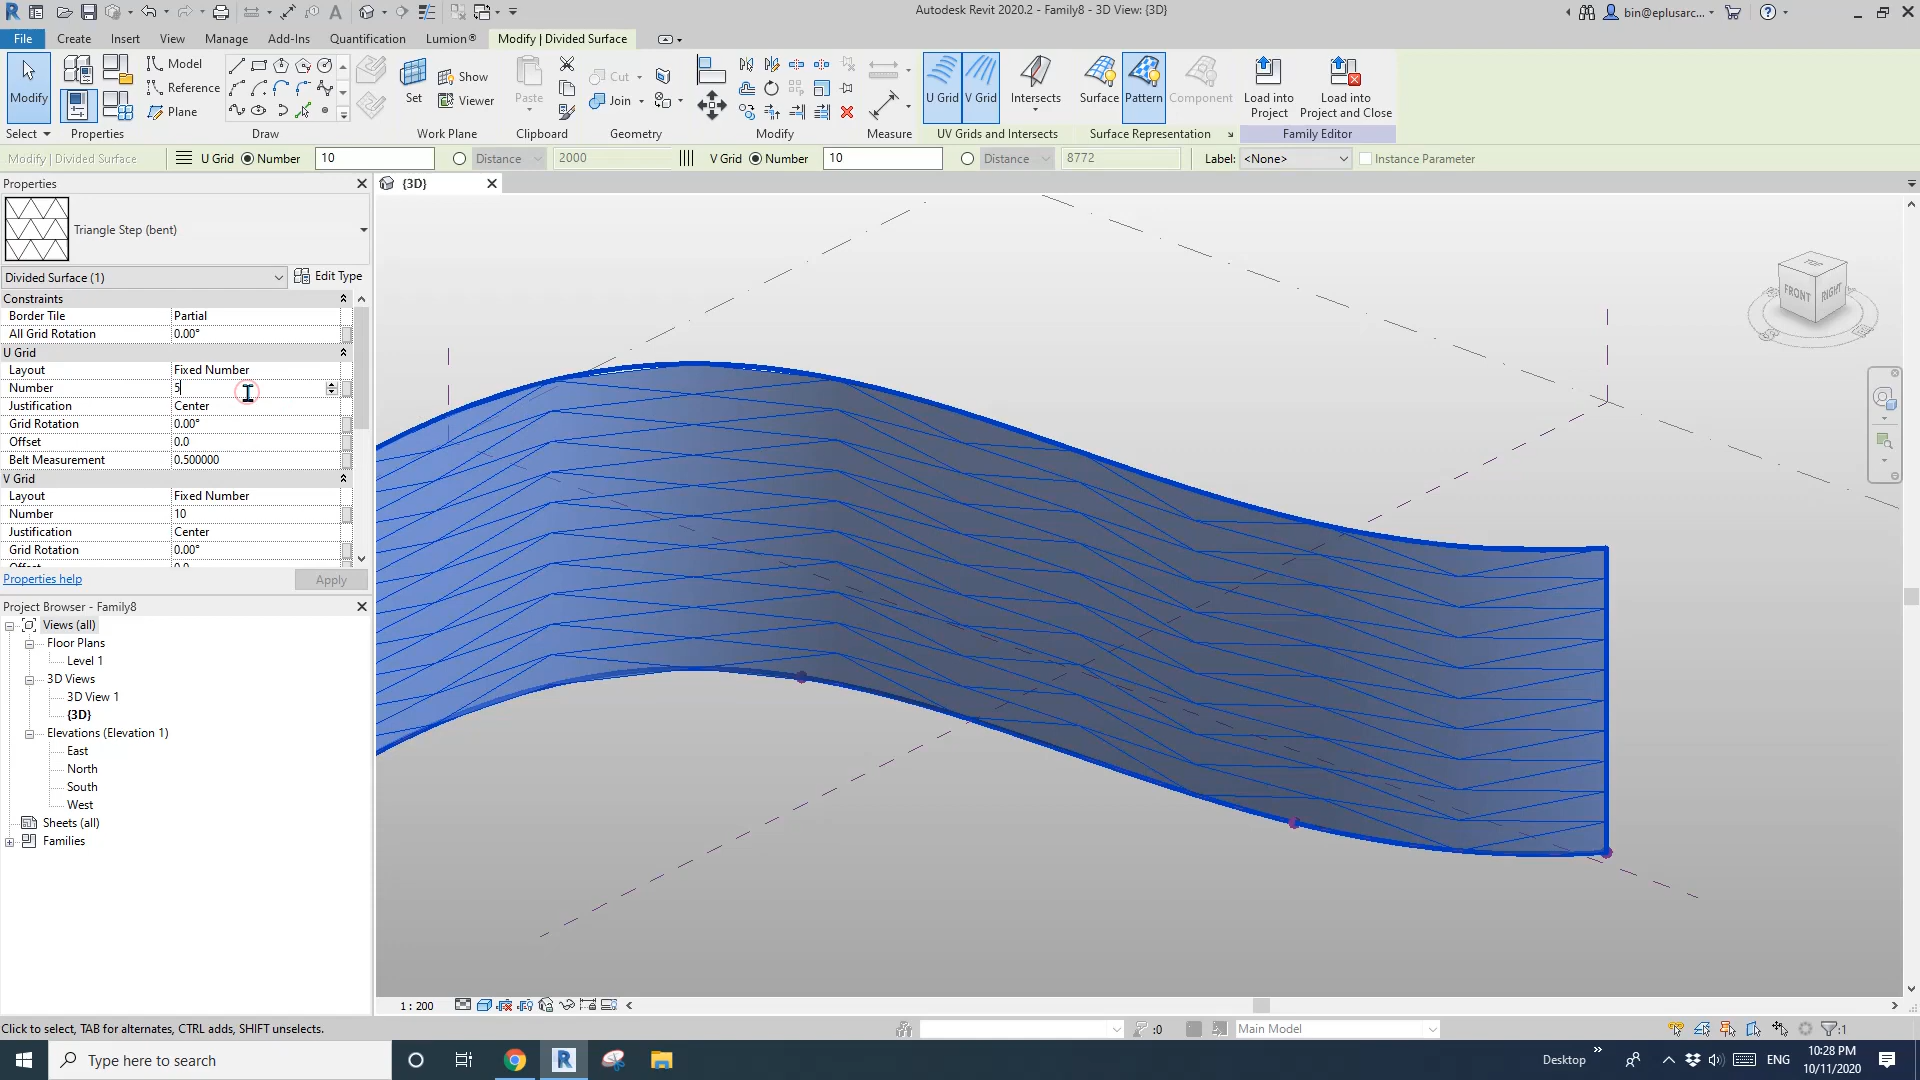 Autodesk Revit 2020.2 - Family8 - 3D View: {3D}
bin@eplusarc...
File Create Insert View Manage Add-Ins Quantification Lumion® Modify | Divided Surface
Modify
Select
Properties
Model
Reference
Plane
Draw
Set
Show
Viewer
Work Plane
Paste
Clipboard
Cut
Join
Geometry
Modify
Measure
U Grid V Grid Intersects
UV Grids and Intersects
Surface Pattern Component
Surface Representation
Load into
Project
Load into
Project and Close
Family Editor
Modify | Divided Surface
U Grid Number 10 Distance 2000 V Grid Number 10 Distance 8772 Label: <None> Instance Parameter
Properties
Triangle Step (bent)
Divided Surface (1) Edit Type
Constraints
Border Tile Partial
All Grid Rotation 0.00°
U Grid
Layout Fixed Number
Number 5
Justification Center
Grid Rotation 0.00°
Offset 0.0
Belt Measurement 0.500000
V Grid
Layout Fixed Number
Number 10
Justification Center
Grid Rotation 0.00°
Offset 0.0
Properties help Apply
{3D}
TOP
FRONT RIGHT
Project Browser - Family8
Views (all)
Floor Plans
Level 1
3D Views
3D View 1
{3D}
Elevations (Elevation 1)
East
North
South
West
Sheets (all)
Families
1 : 200
Click to select, TAB for alternates, CTRL adds, SHIFT unselects.
:0
Main Model
:1
Type here to search
Desktop
ENG
10:28 PM
10/11/2020